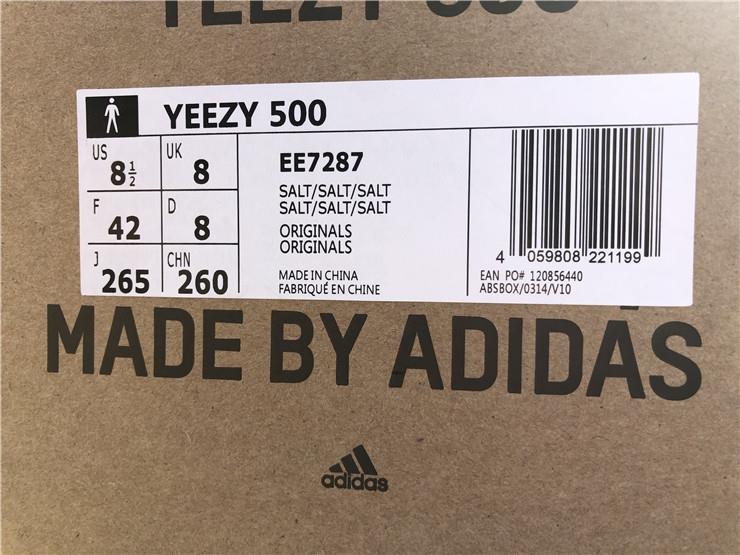 YEEZY 500
YEEZY 500
US 8½ UK 8
F 42 D 8
J 265 CHN 260
EE7287
SALT/SALT/SALT
SALT/SALT/SALT
ORIGINALS
ORIGINALS
MADE IN CHINA
FABRIQUÉ EN CHINE
4 059808 221199
EAN PO# 120856440
ABSBOX/0314/V10
MADE BY ADIDAS
adidas